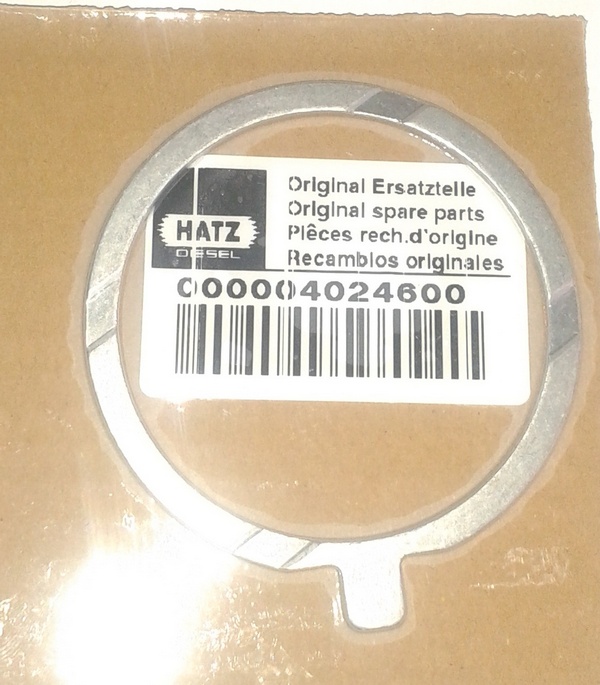 HATZ
DIESEL
Original Ersatzteile
Original spare parts
Pièces rech.d'origine
Recambios originales
000004024600